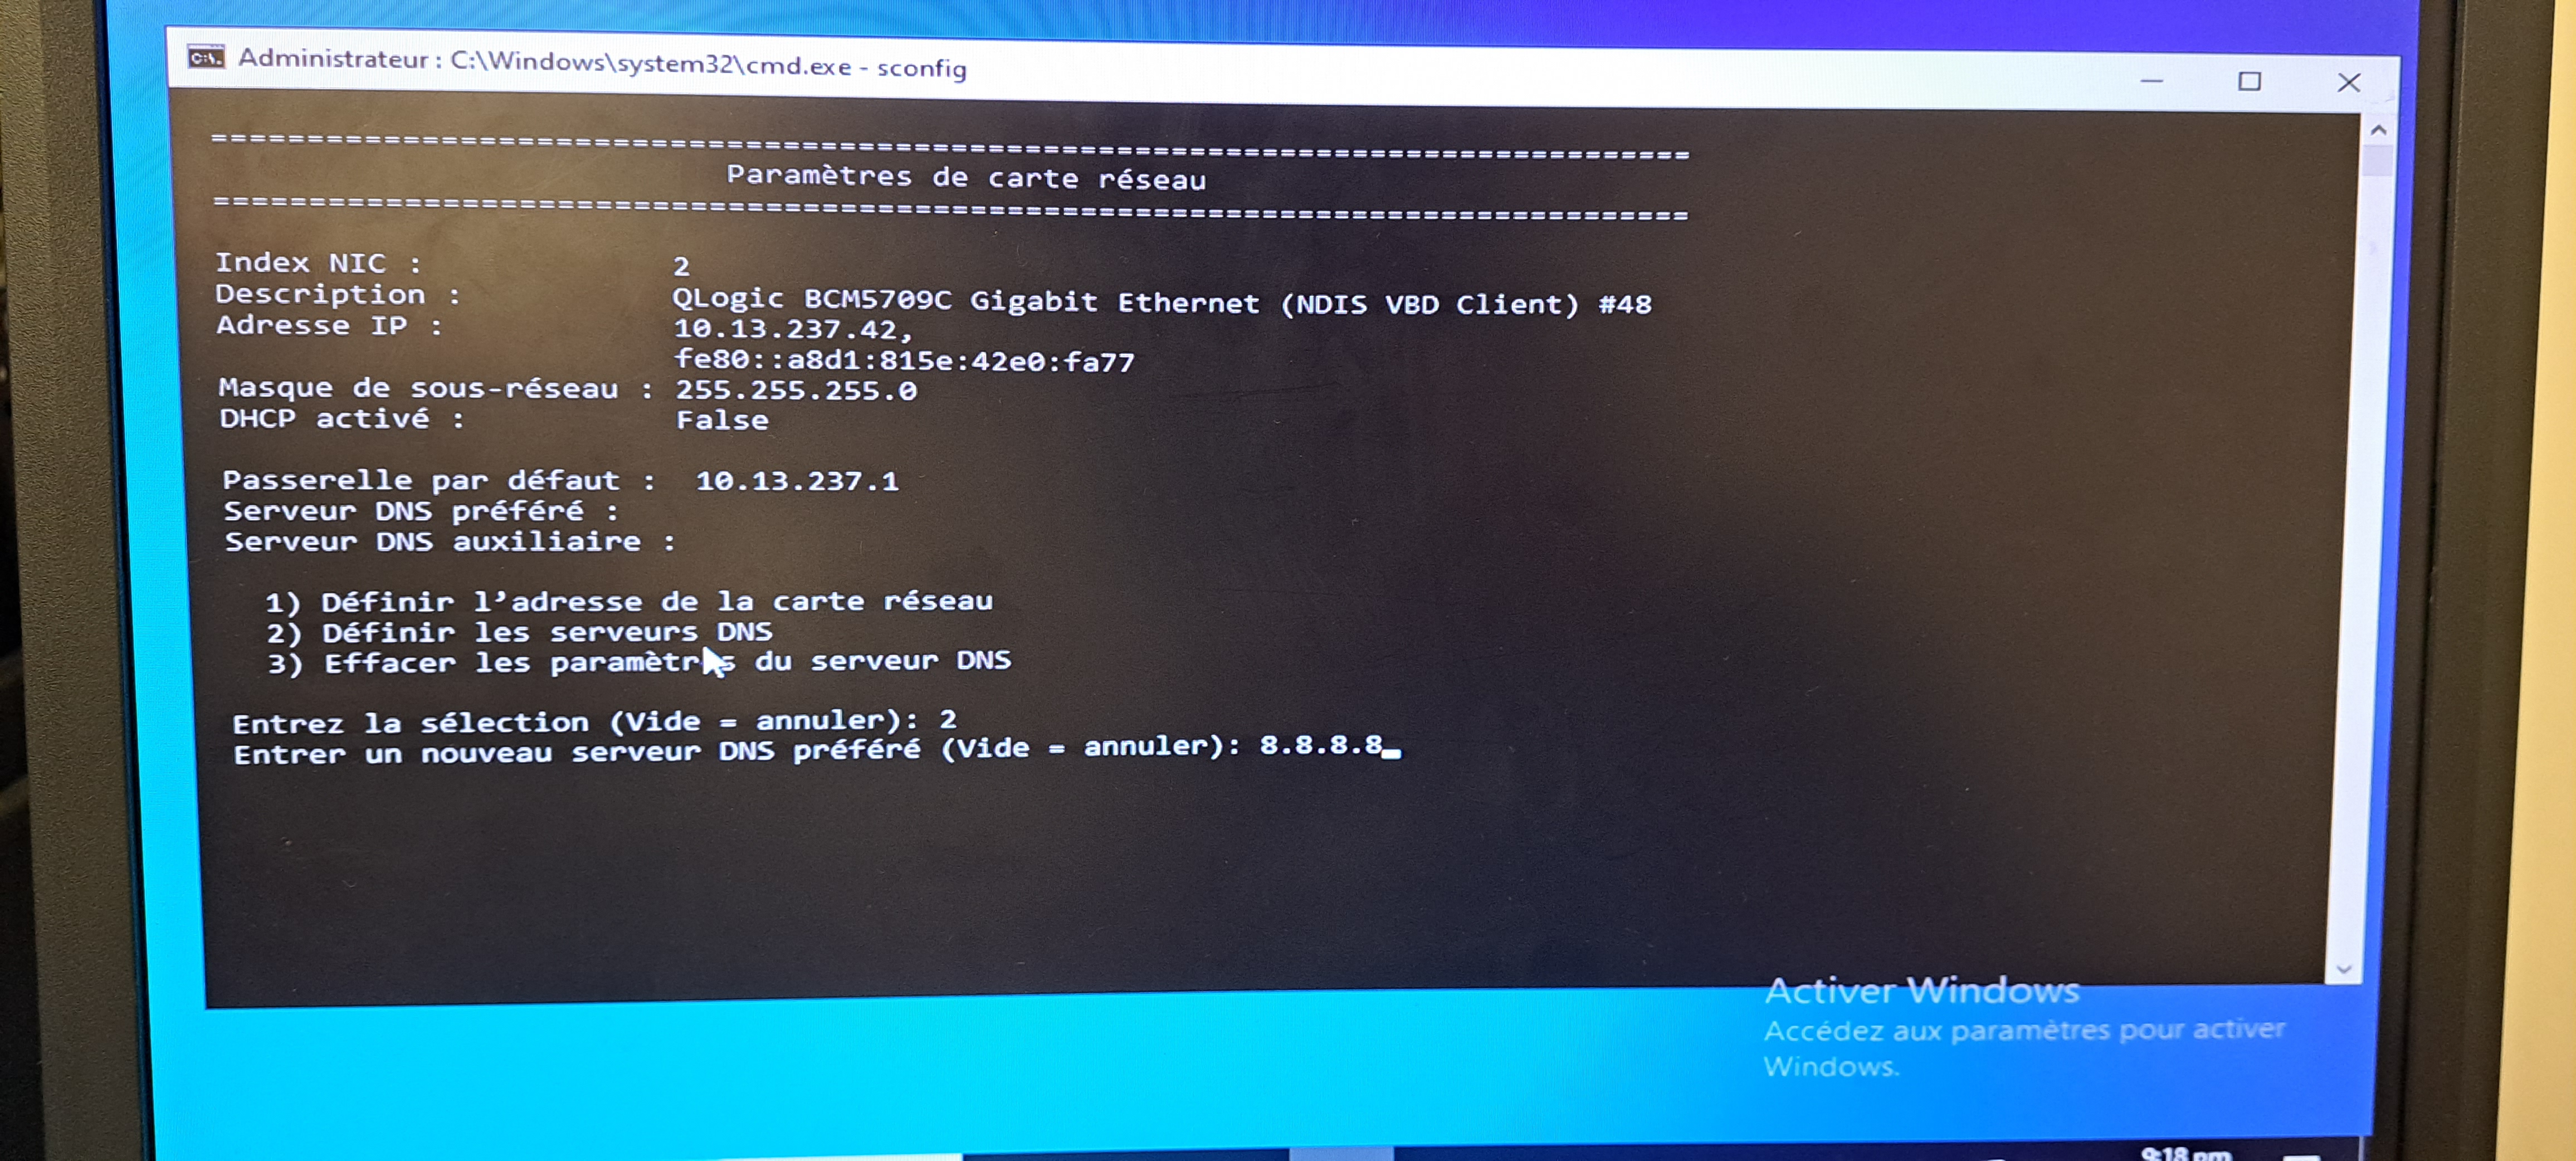 Administrateur : C:\Windows\system32\cmd.exe - sconfig
===============================================================================
Paramètres de carte réseau
===============================================================================
Index NIC : 2
Description : QLogic BCM5709C Gigabit Ethernet (NDIS VBD Client) #48
Adresse IP : 10.13.237.42,
fe80::a8d1:815e:42e0:fa77
Masque de sous-réseau : 255.255.255.0
DHCP activé : False
Passerelle par défaut : 10.13.237.1
Serveur DNS préféré :
Serveur DNS auxiliaire :
1) Définir l’adresse de la carte réseau
2) Définir les serveurs DNS
3) Effacer les paramètres du serveur DNS
Entrez la sélection (Vide = annuler): 2
Entrer un nouveau serveur DNS préféré (Vide = annuler): 8.8.8.8_
Activer Windows
Accédez aux paramètres pour activer
Windows.
9:18 pm